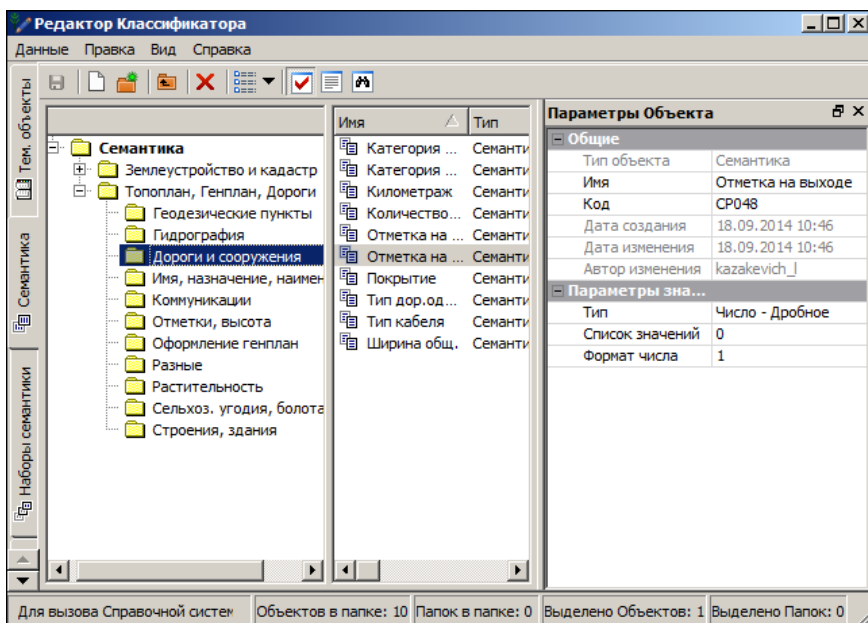 Редактор Классификатора
Данные Правка Вид Справка
Тем. объекты
Семантика
Наборы семантики
Семантика
Землеустройство и кадастр
Топоплан, Генплан, Дороги
Геодезические пункты
Гидрография
Дороги и сооружения
Имя, назначение, наимен
Коммуникации
Отметки, высота
Оформление генплан
Разные
Растительность
Сельхоз. угодия, болота
Строения, здания
Имя Тип
Категория ... Семанти
Категория ... Семанти
Километраж Семанти
Количество... Семанти
Отметка на ... Семанти
Отметка на ... Семанти
Покрытие Семанти
Тип дор.од... Семанти
Тип кабеля Семанти
Ширина общ. Семанти
Параметры Объекта
Общие
Тип объекта Семантика
Имя Отметка на выходе
Код СР048
Дата создания 18.09.2014 10:46
Дата изменения 18.09.2014 10:46
Автор изменения kazakevich_l
Параметры зна...
Тип Число - Дробное
Список значений 0
Формат числа 1
Для вызова Справочной систем Объектов в папке: 10 Папок в папке: 0 Выделено Объектов: 1 Выделено Папок: 0